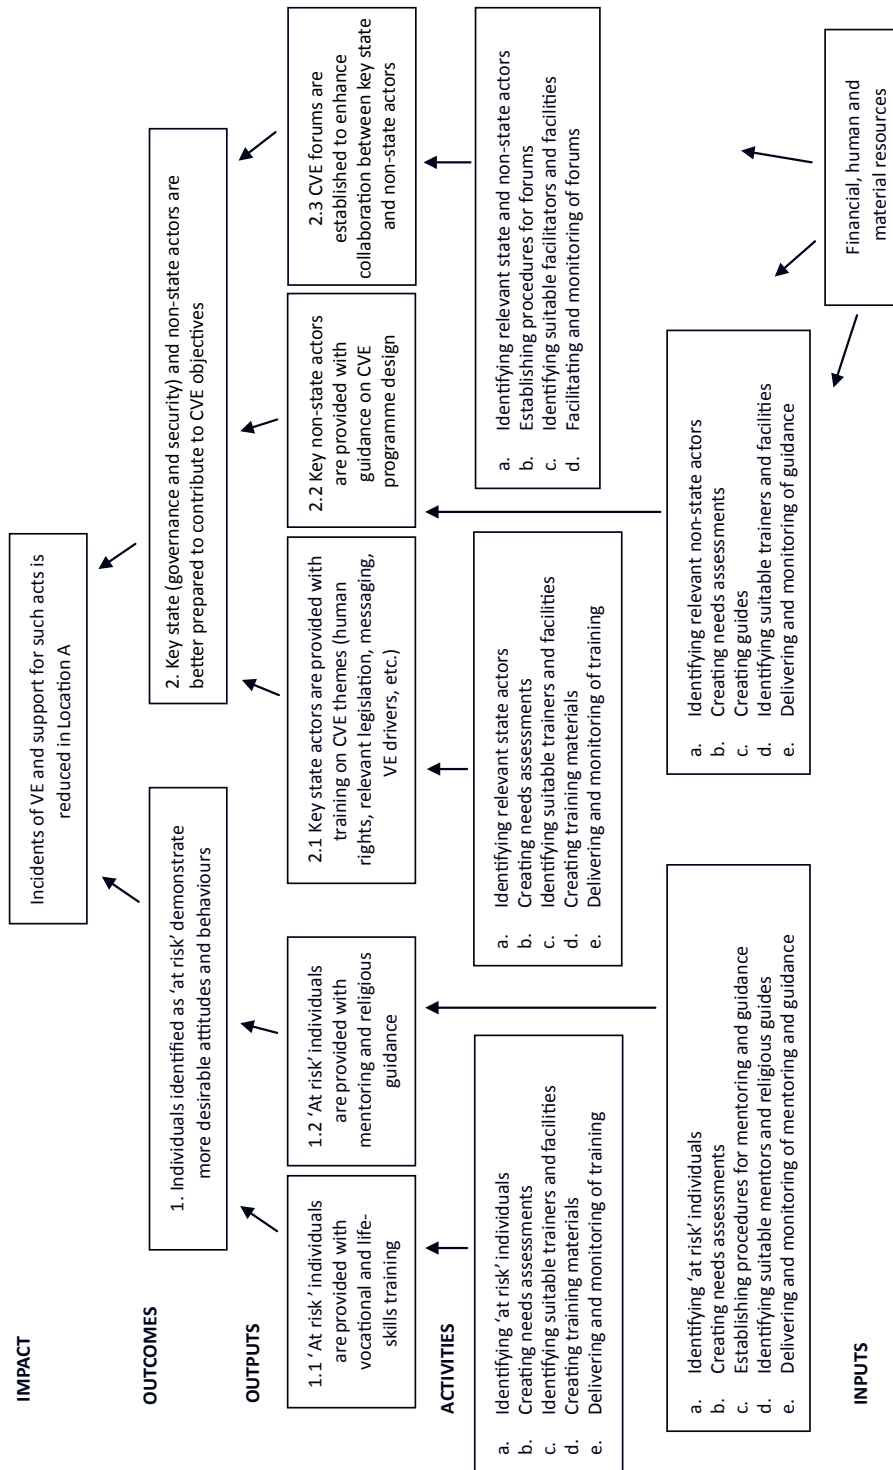 IMPACT
Incidents of VE and support for such acts is
reduced in Location A
OUTCOMES
1. Individuals identified as ‘at risk’ demonstrate
more desirable attitudes and behaviours
2. Key state (governance and security) and non-state actors are
better prepared to contribute to CVE objectives
OUTPUTS
1.1 ‘At risk’ individuals
are provided with
vocational and life-
skills training
1.2 ‘At risk’ individuals
are provided with
mentoring and religious
guidance
2.1 Key state actors are provided with
training on CVE themes (human
rights, relevant legislation, messaging,
VE drivers, etc.)
2.2 Key non-state actors
are provided with
guidance on CVE
programme design
2.3 CVE forums are
established to enhance
collaboration between key state
and non-state actors
ACTIVITIES
a. Identifying ‘at risk’ individuals
b. Creating needs assessments
c. Identifying suitable trainers and facilities
d. Creating materials
e. Delivering and monitoring of training
a. Identifying relevant state actors
b. Creating needs assessments
c. Identifying suitable trainers and facilities
d. Creating training materials
e. Delivering and monitoring of training
a. Identifying relevant state and non-state actors
b. Establishing procedures for forums
c. Identifying suitable facilitators and facilities
d. Facilitating and monitoring of forums
a. Identifying ‘at risk’ individuals
b. Creating needs assessments
c. Establishing procedures for mentoring and guidance
d. Identifying suitable mentors and religious guides
e. Delivering and monitoring of mentoring and guidance
a. Identifying relevant non-state actors
b. Creating needs assessments
c. Creating guides
d. Identifying suitable trainers and facilities
e. Delivering and monitoring of guidance
INPUTS
Financial, human and
material resources